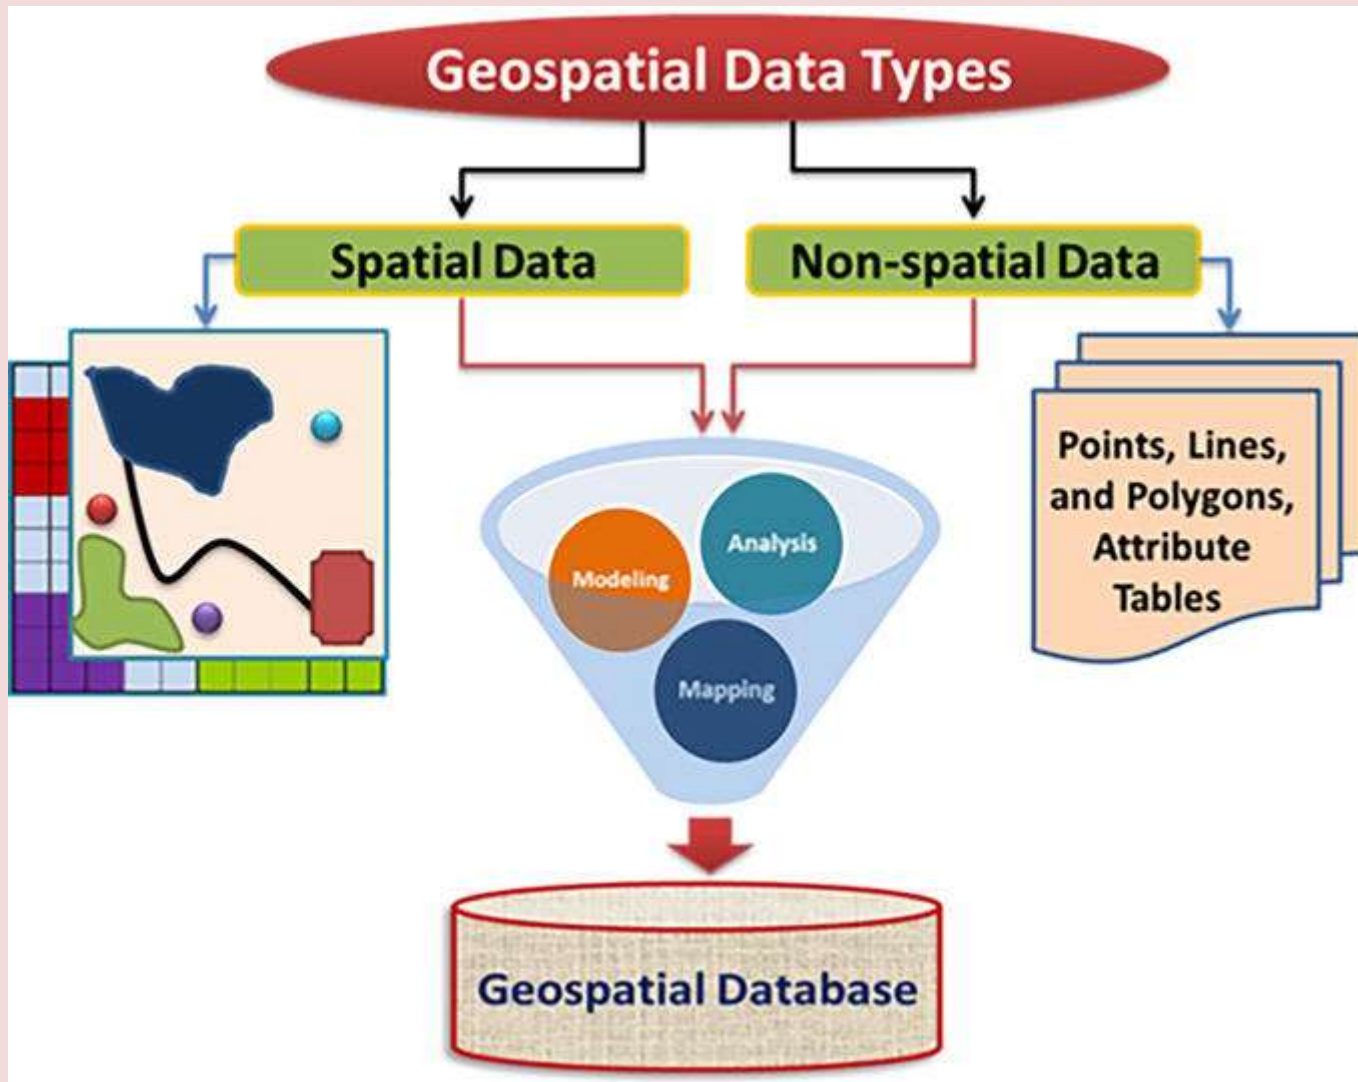 Geospatial Data Types
Spatial Data
Non-spatial Data
Points, Lines,
and Polygons,
Attribute
Tables
Analysis
Modeling
Mapping
Geospatial Database